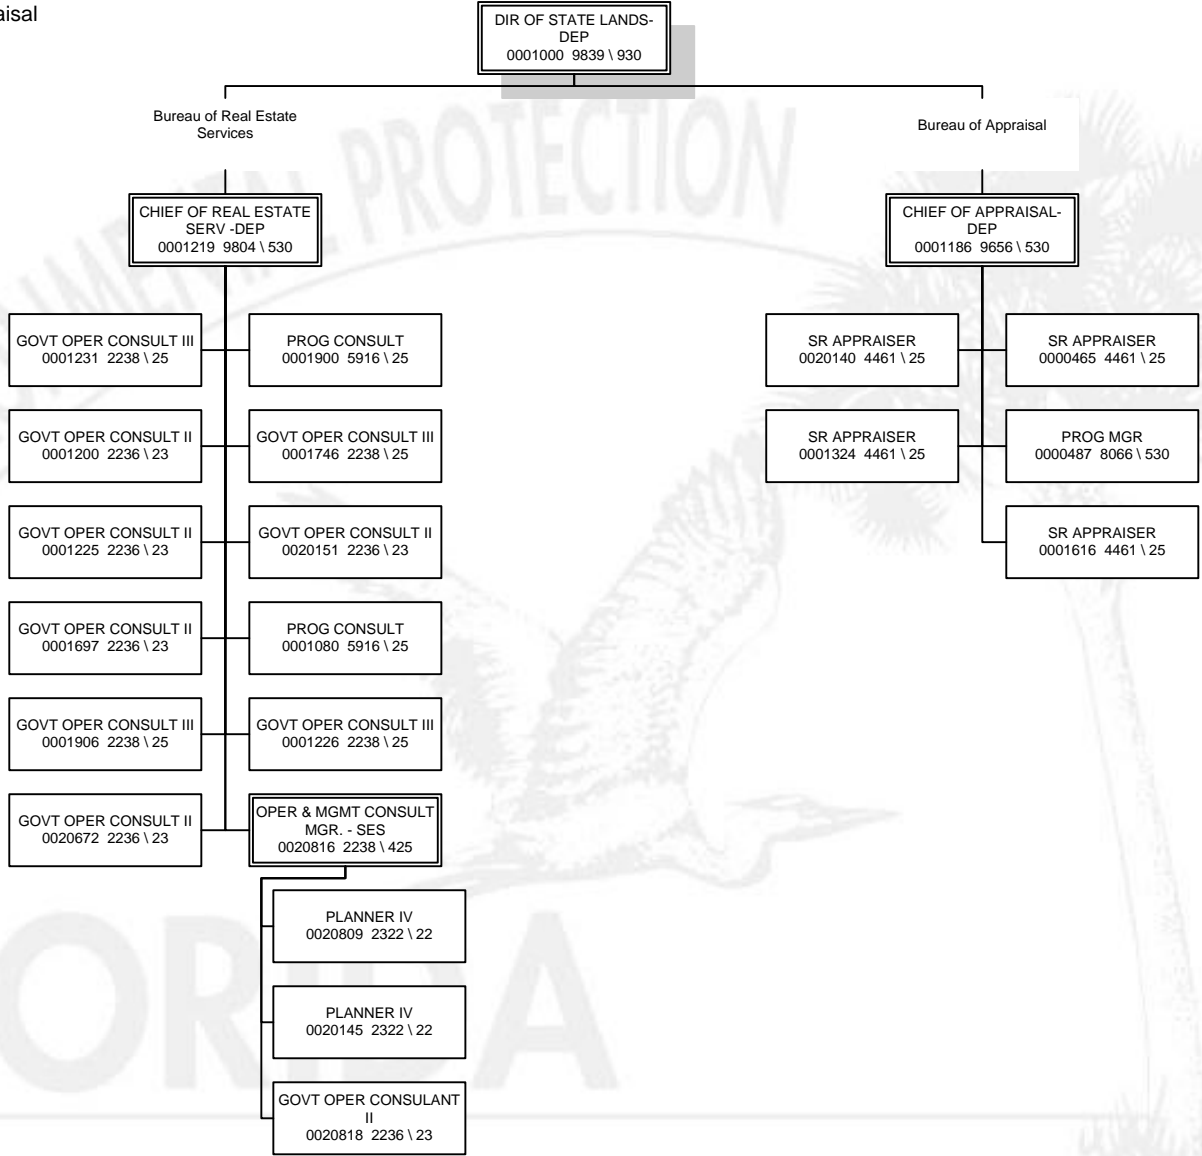 aisal
DIR OF STATE LANDS-
DEP
0001000 9839 \ 930
Bureau of Real Estate
Services
Bureau of Appraisal
CHIEF OF REAL ESTATE
SERV -DEP
0001219 9804 \ 530
CHIEF OF APPRAISAL-
DEP
0001186 9656 \ 530
GOVT OPER CONSULT III
0001231 2238 \ 25
PROG CONSULT
0001900 5916 \ 25
SR APPRAISER
0020140 4461 \ 25
SR APPRAISER
0000465 4461 \ 25
GOVT OPER CONSULT II
0001200 2236 \ 23
GOVT OPER CONSULT III
0001746 2238 \ 25
SR APPRAISER
0001324 4461 \ 25
PROG MGR
0000487 8066 \ 530
GOVT OPER CONSULT II
0001225 2236 \ 23
GOVT OPER CONSULT II
0020151 2236 \ 23
SR APPRAISER
0001616 4461 \ 25
GOVT OPER CONSULT II
0001697 2236 \ 23
PROG CONSULT
0001080 5916 \ 25
GOVT OPER CONSULT III
0001906 2238 \ 25
GOVT OPER CONSULT III
0001226 2238 \ 25
GOVT OPER CONSULT II
0020672 2236 \ 23
OPER & MGMT CONSULT
MGR. - SES
0020816 2238 \ 425
PLANNER IV
0020809 2322 \ 22
PLANNER IV
0020145 2322 \ 22
GOVT OPER CONSULANT
II
0020818 2236 \ 23
PROTECTION
ORIDA